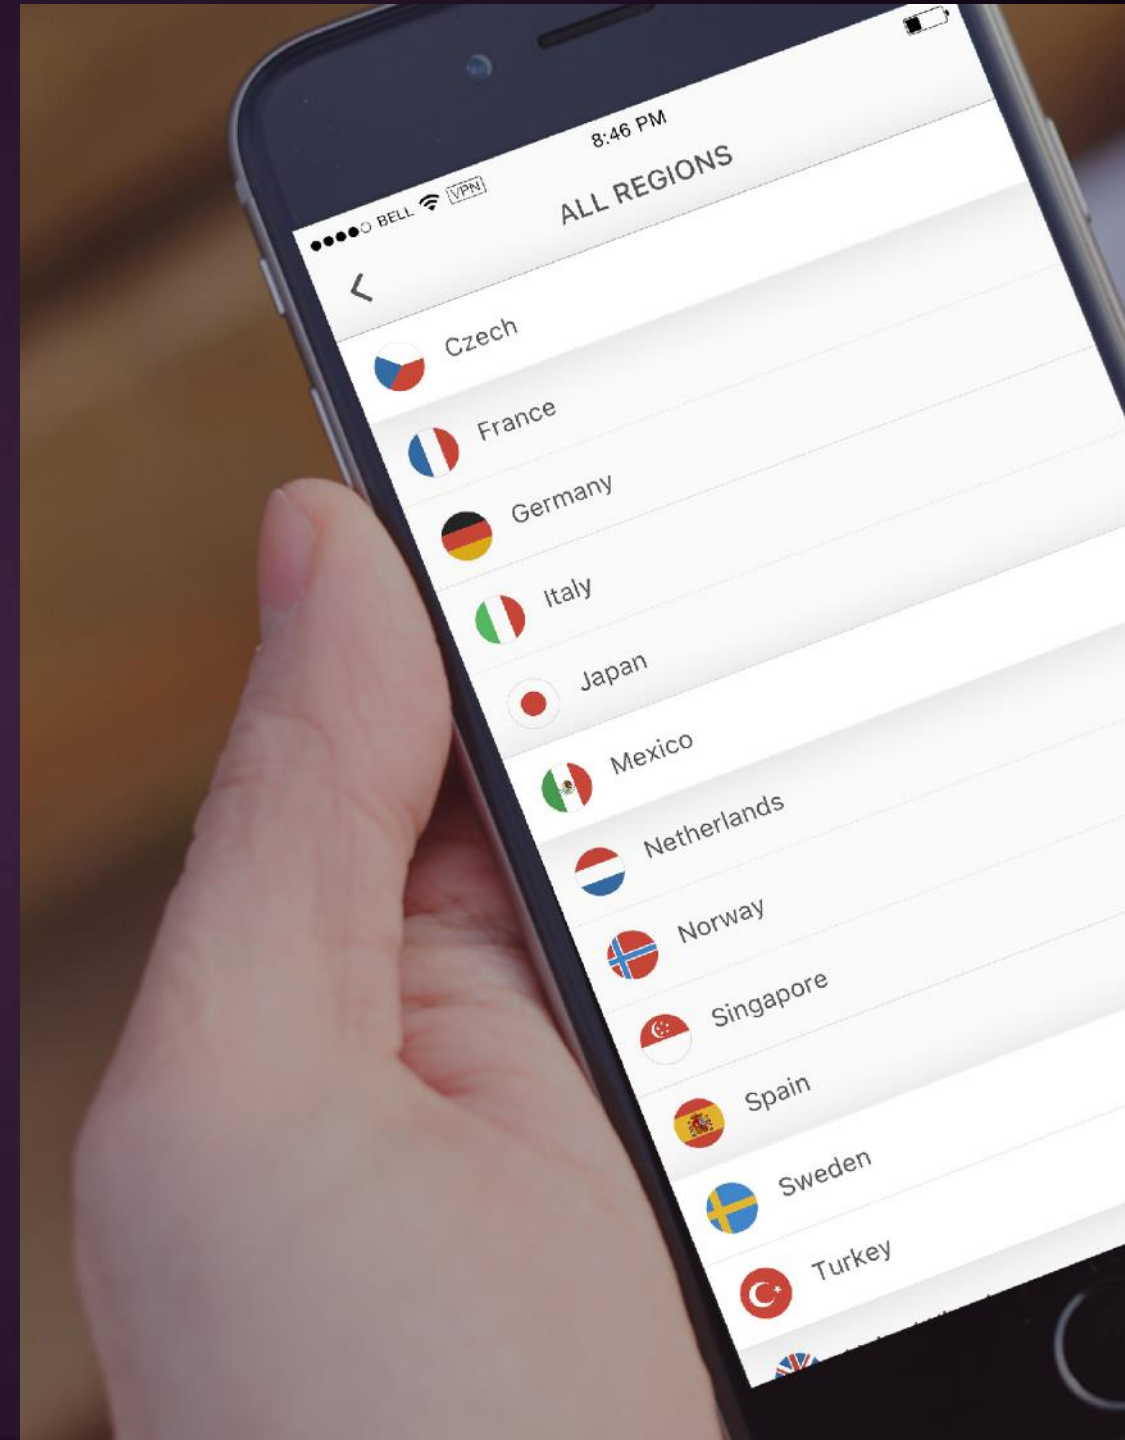 BELL VPN 8:46 PM
ALL REGIONS
Czech
France
Germany
Italy
Japan
Mexico
Netherlands
Norway
Singapore
Spain
Sweden
Turkey